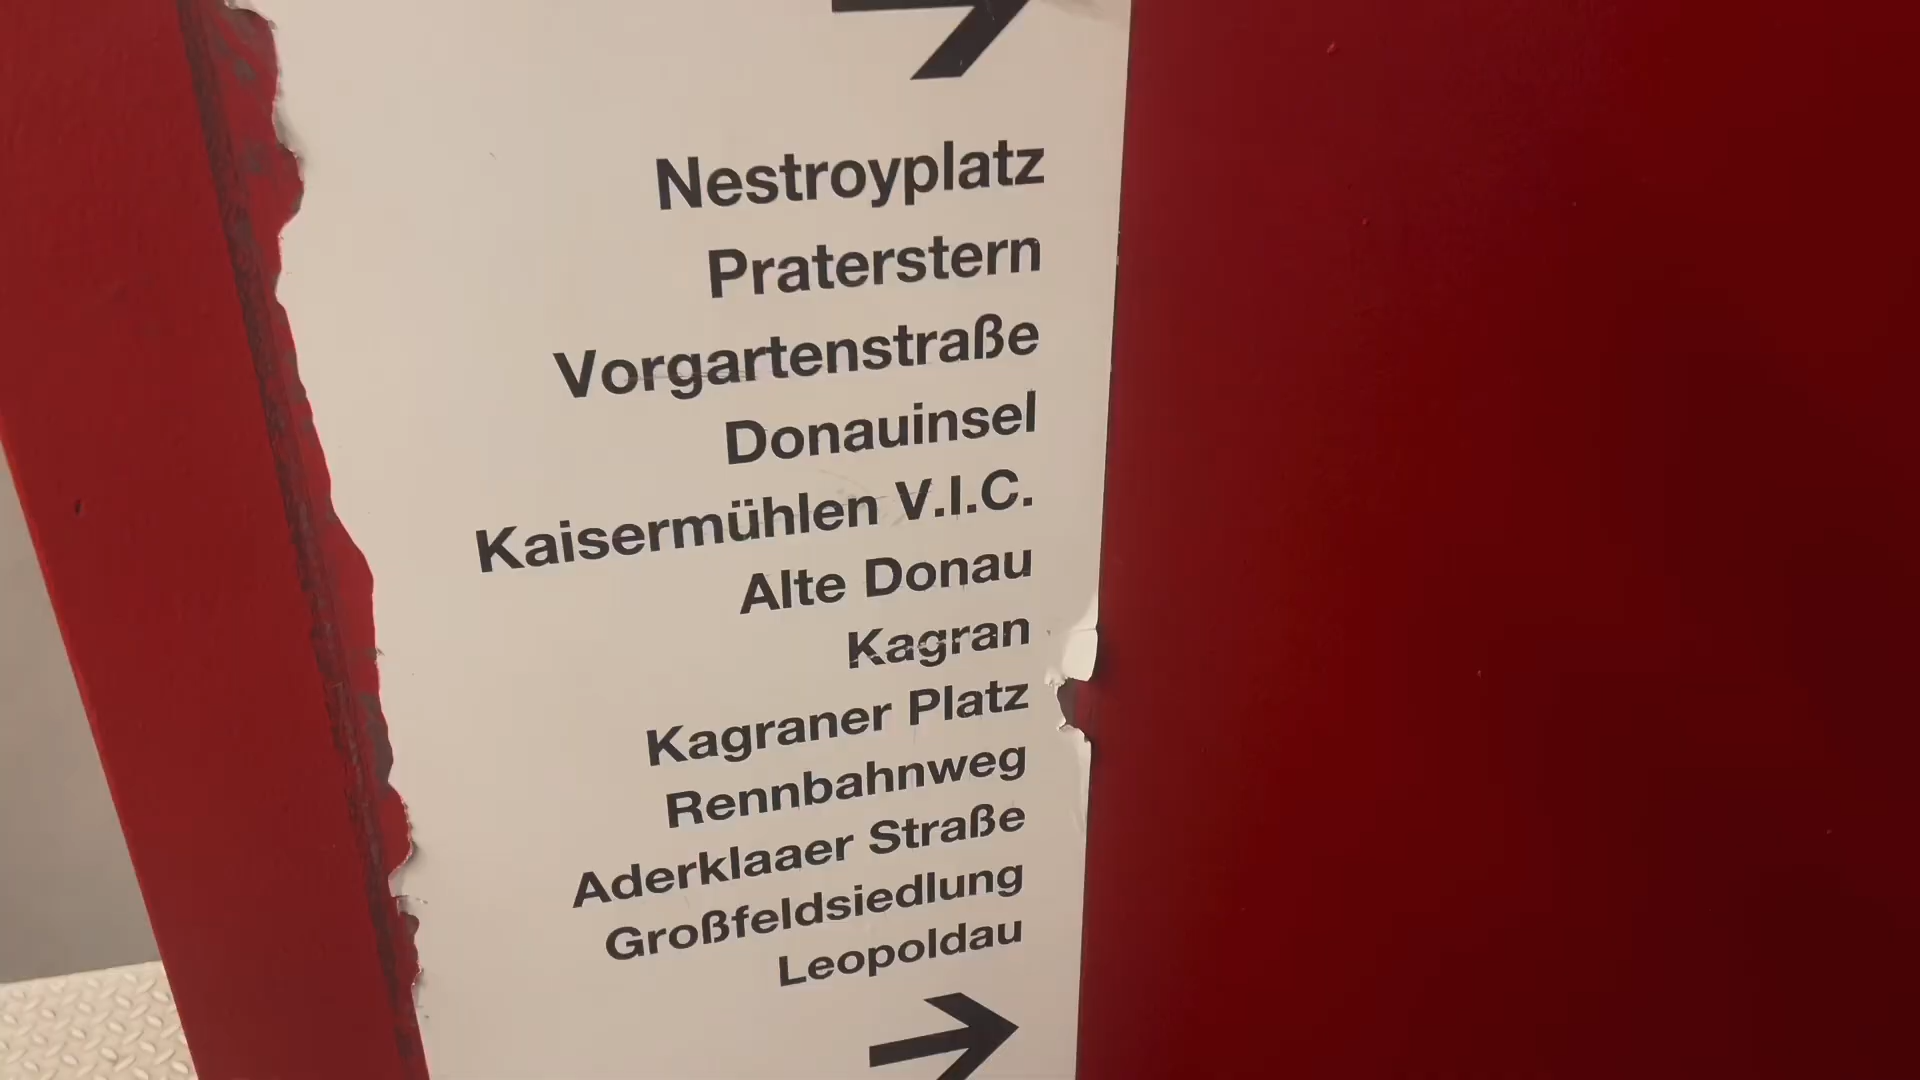 Nestroyplatz
Praterstern
Vorgartenstraße
Donauinsel
Kaisermühlen V.I.C.
Alte Donau
Kagran
Kagraner Platz
Rennbahnweg
Aderklaaer Straße
Großfeldsiedlung
Leopoldau